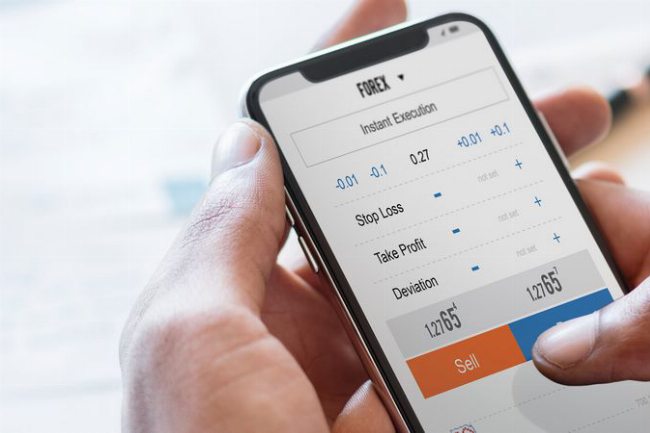 FOREX
Instant Execution
-0.01 -0.1 0.27 +0.01 +0.1
Stop Loss - not set +
Take Profit - not set +
Deviation - not set +
1.2765⁴ 1.2765¹
Sell